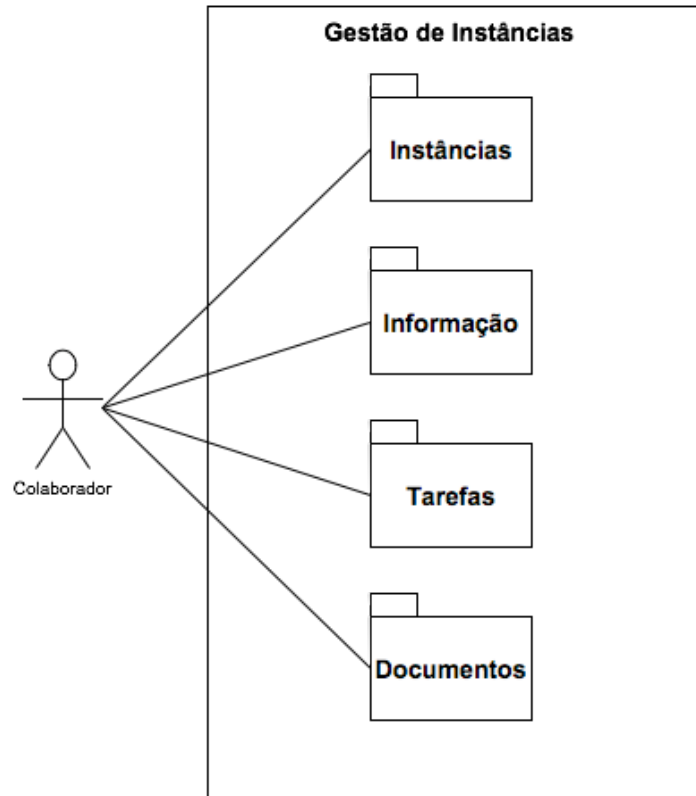 Gestão de Instâncias
Instâncias
Informação
Colaborador
Tarefas
Documentos